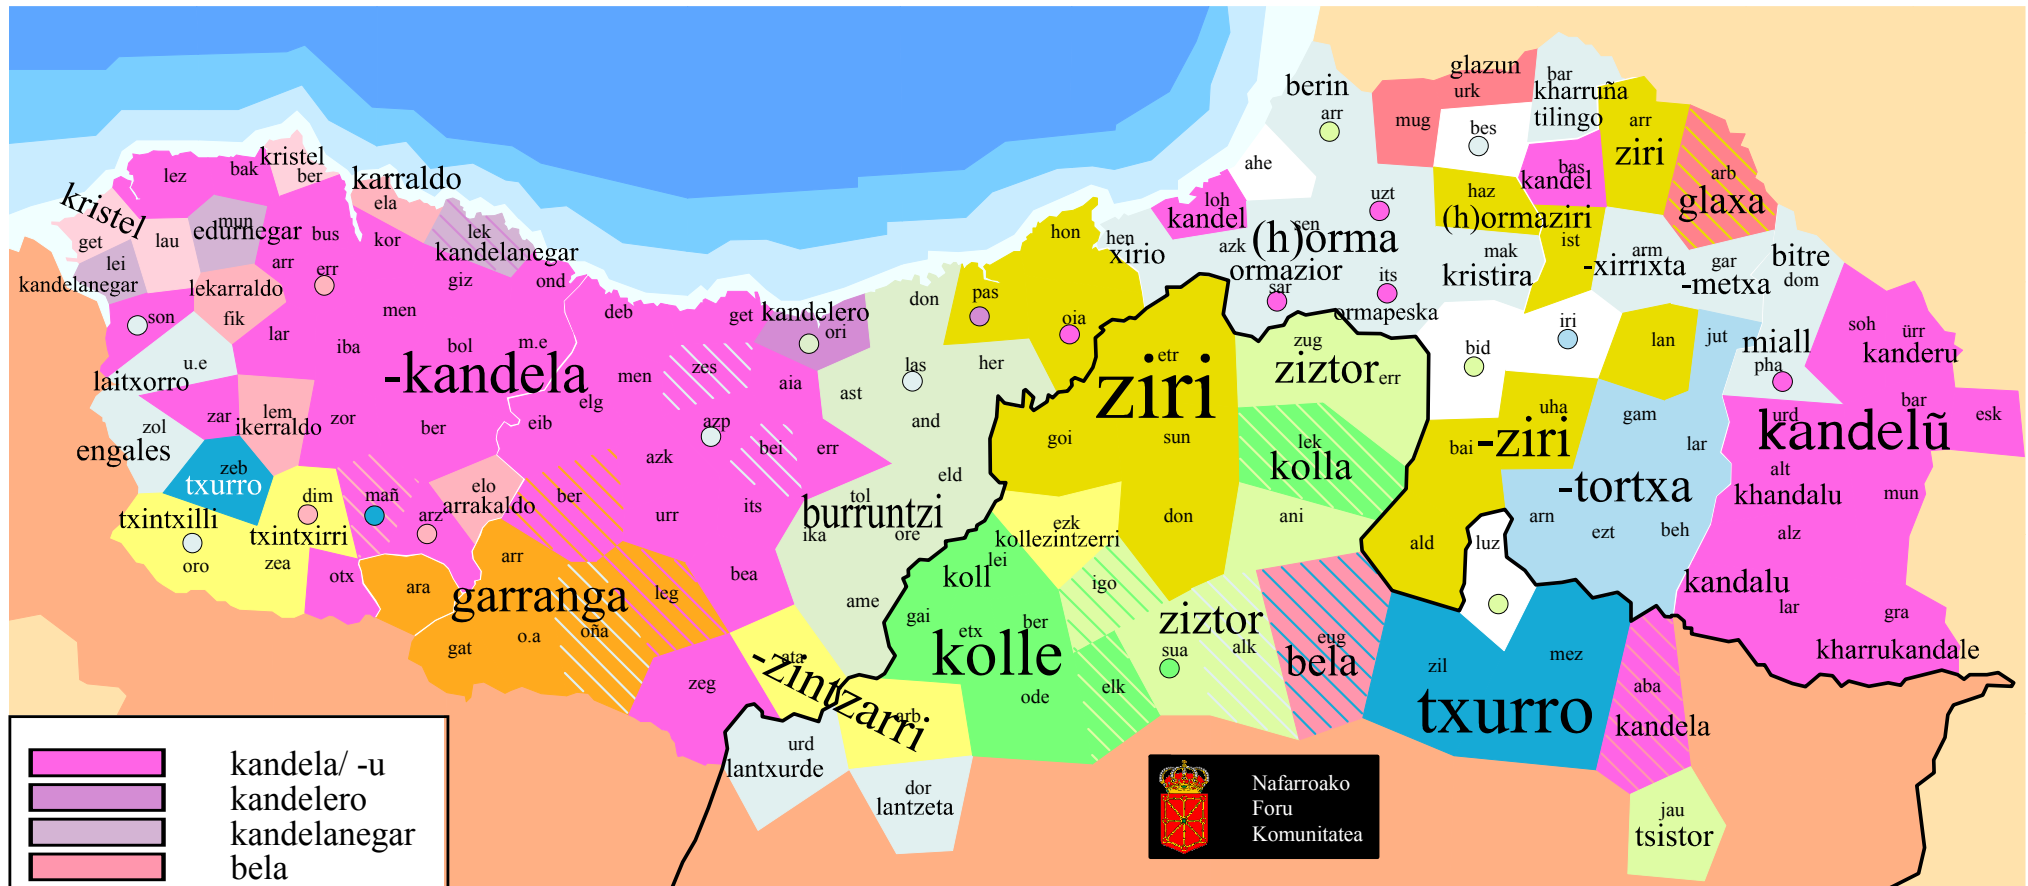 glazun
bar
berin
urk
kharruña
arr
mug
bes
tilingo
arr
kristel
bak
ber
lez
ahe
ziri
karraldo
ela
bas
kandel
arb
glaxa
loh
kandel
uzt
haz
(h)ormaziri
kristel
get
lau
mun
edurnegar
bus
kor
lek
kandelanegar
hon
hen
xirio
azk
sen
(h)orma
ist
mak
kristira
arm
-xirrixta
gar
-metxa
bitre
dom
lei
kandelanegar
arr
err
giz
ond
ormazior
sar
its
ormapeska
lekarraldo
fik
son
men
deb
get
kandelero
ori
don
pas
oia
soh
ürr
kanderu
lar
iba
bol
m.e
-kandela
u.e
laitxorro
men
zes
aia
las
her
etr
ziri
zug
ziztor
err
bid
iri
lan
jut
miall
pha
zar
lem
ikerraldo
zor
ber
elg
eib
azp
ast
and
goi
sun
uha
-ziri
bai
gam
lar
urd
kandelũ
bar
esk
zol
engales
zeb
txurro
azk
bei
err
eld
lek
kolla
-tortxa
alt
khandalu
mun
txintxilli
oro
dim
txintxirri
zea
mañ
arz
elo
arrakaldo
ber
urr
its
tol
burruntzi
ika
ore
ezk
kollezintzerri
don
ani
ald
luz
arn
ezt
beh
alz
otx
ara
arr
garranga
gat
o.a
oña
leg
bea
ame
lei
koll
gai
etx
ber
kolle
ode
igo
elk
ziztor
sua
alk
eug
bela
zil
mez
txurro
kandalu
lar
gra
kharrukandale
zeg
ata
-zintzarri
arb
aba
kandela
urd
lantxurde
dor
lantzeta
jau
tsistor
Nafarroako
Foru
Komunitatea
kandela/ -u
kandelero
kandelanegar
bela